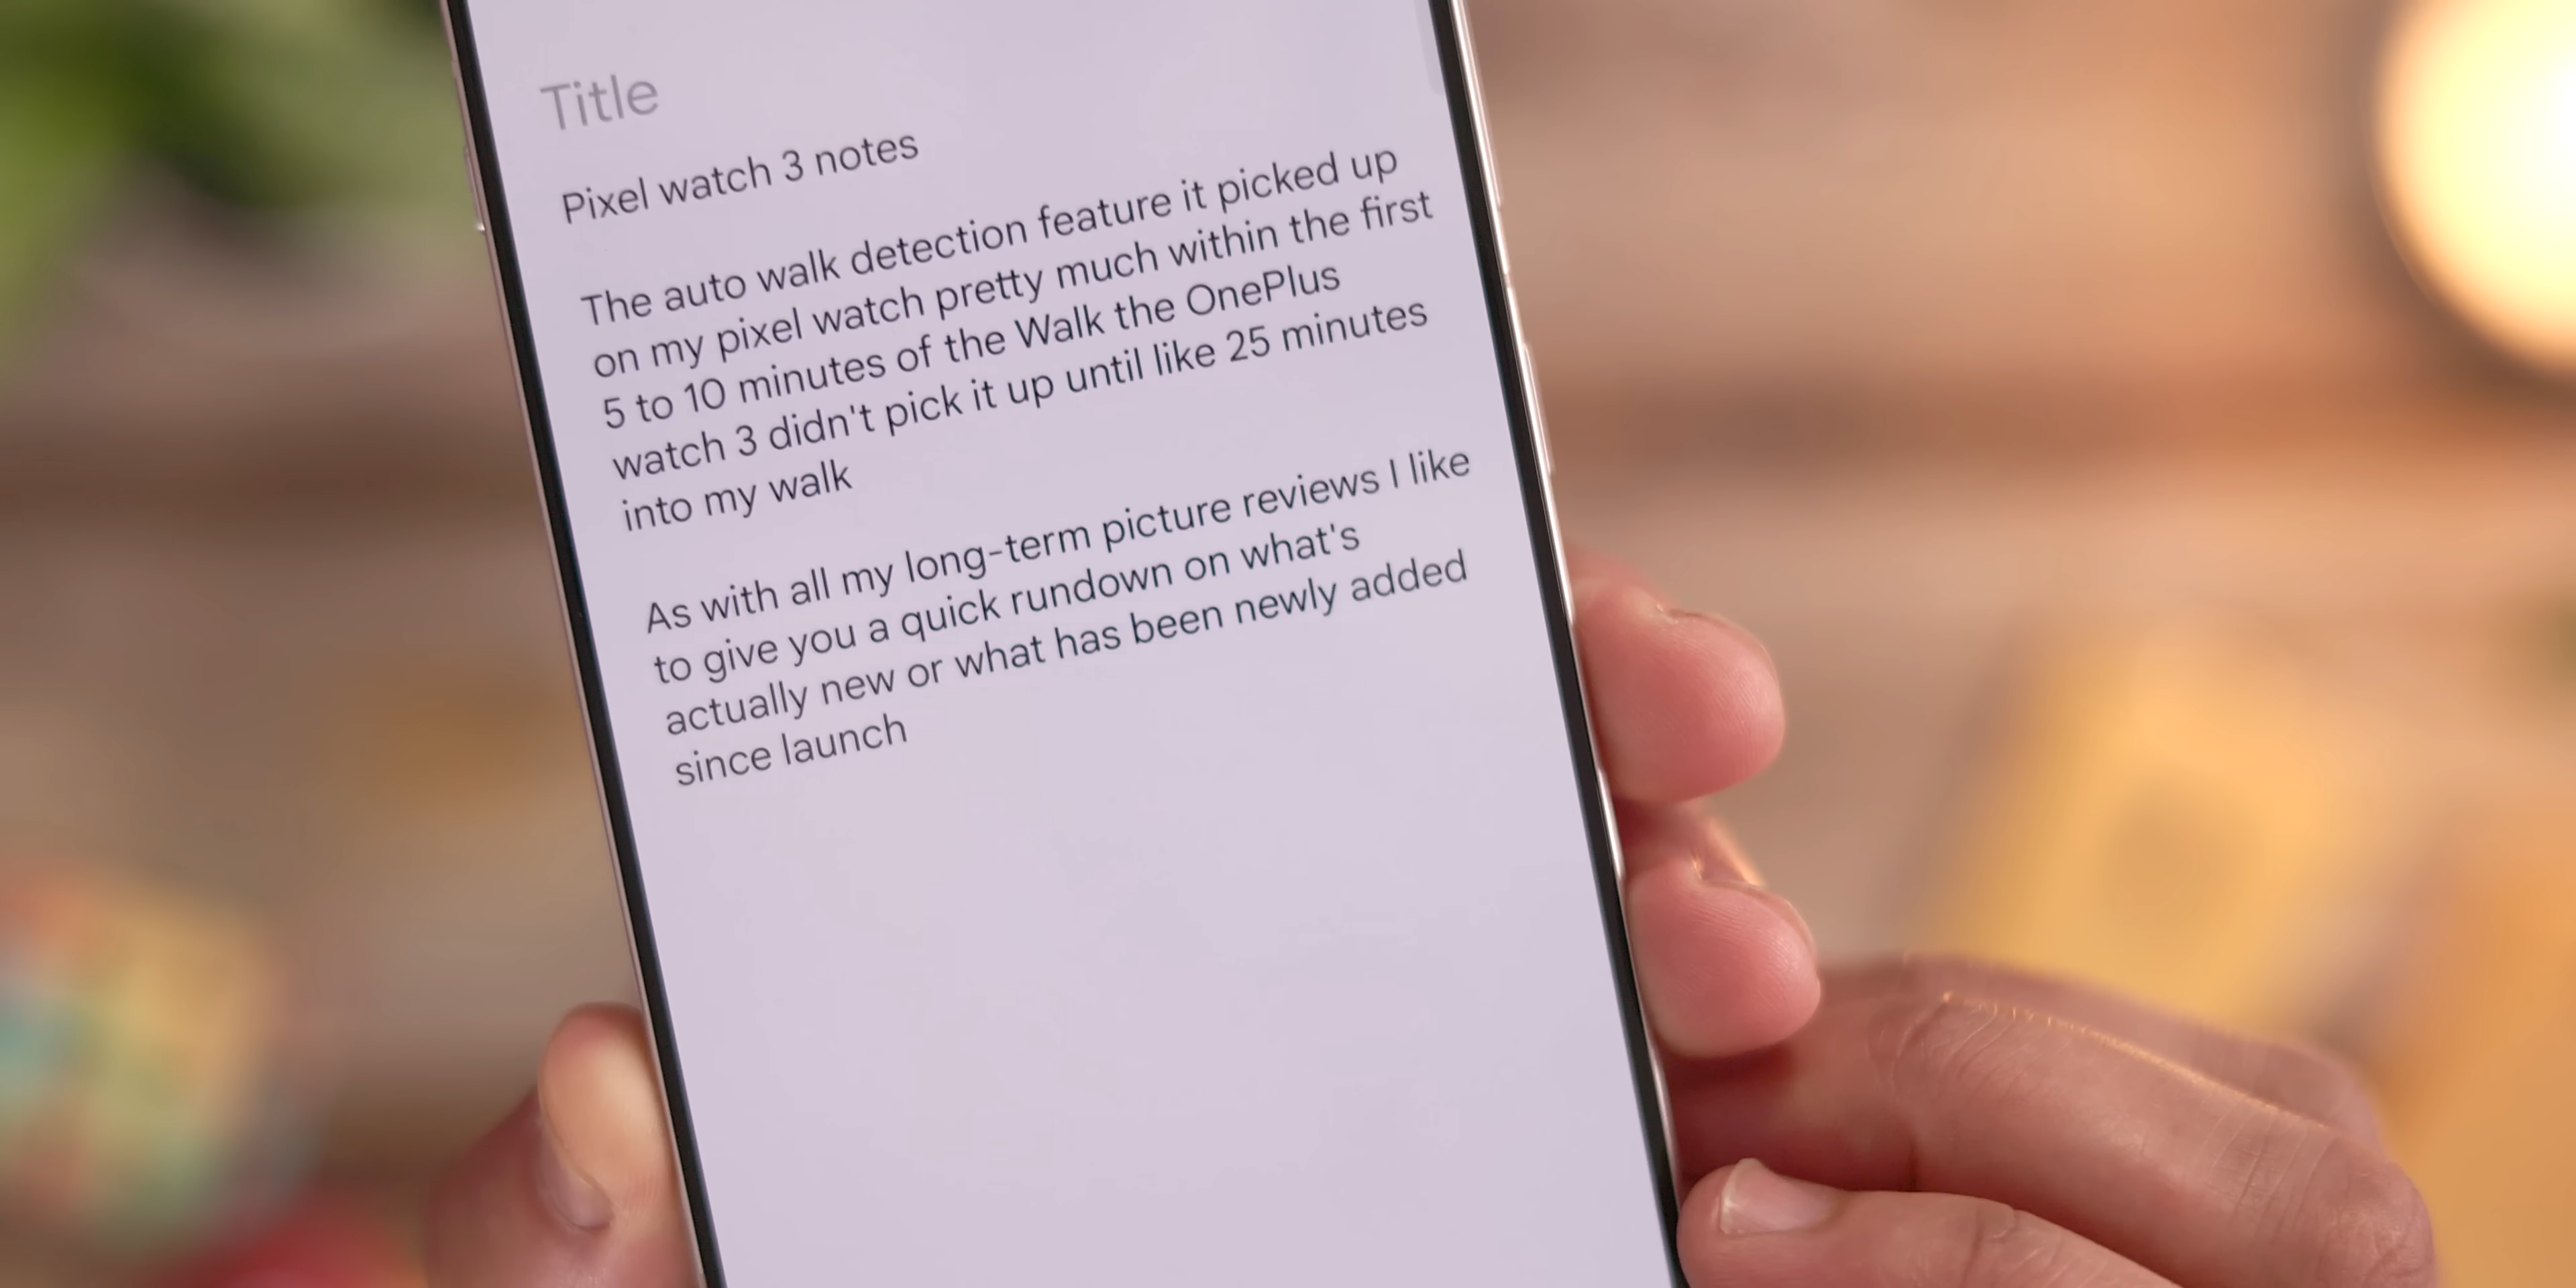 Title
Pixel watch 3 notes
The auto walk detection feature it picked up
on my pixel watch pretty much within the first
5 to 10 minutes of the Walk the OnePlus
watch 3 didn't pick it up until like 25 minutes
into my walk
As with all my long-term picture reviews I like
to give you a quick rundown on what's
actually new or what has been newly added
since launch